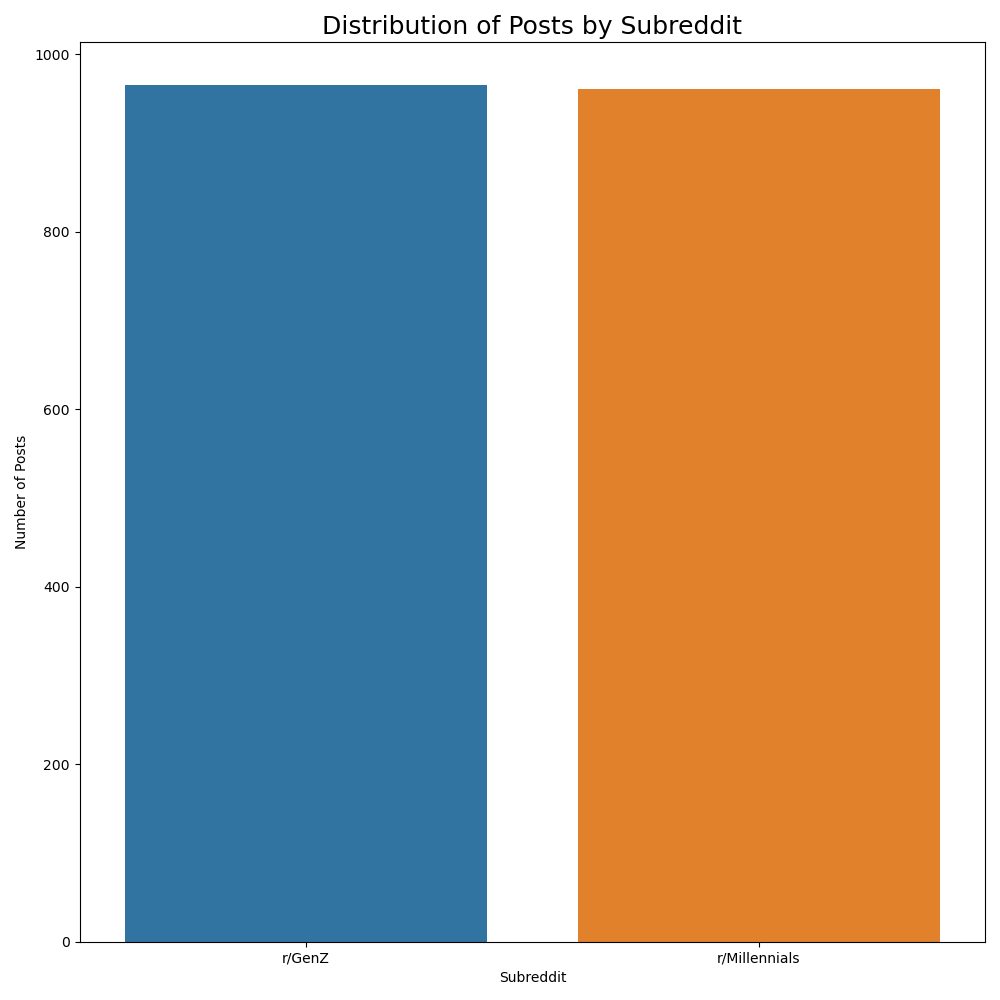 Distribution of Posts by Subreddit
1000
800
600
400
200
0
Number of Posts
r/GenZ
r/Millennials
Subreddit